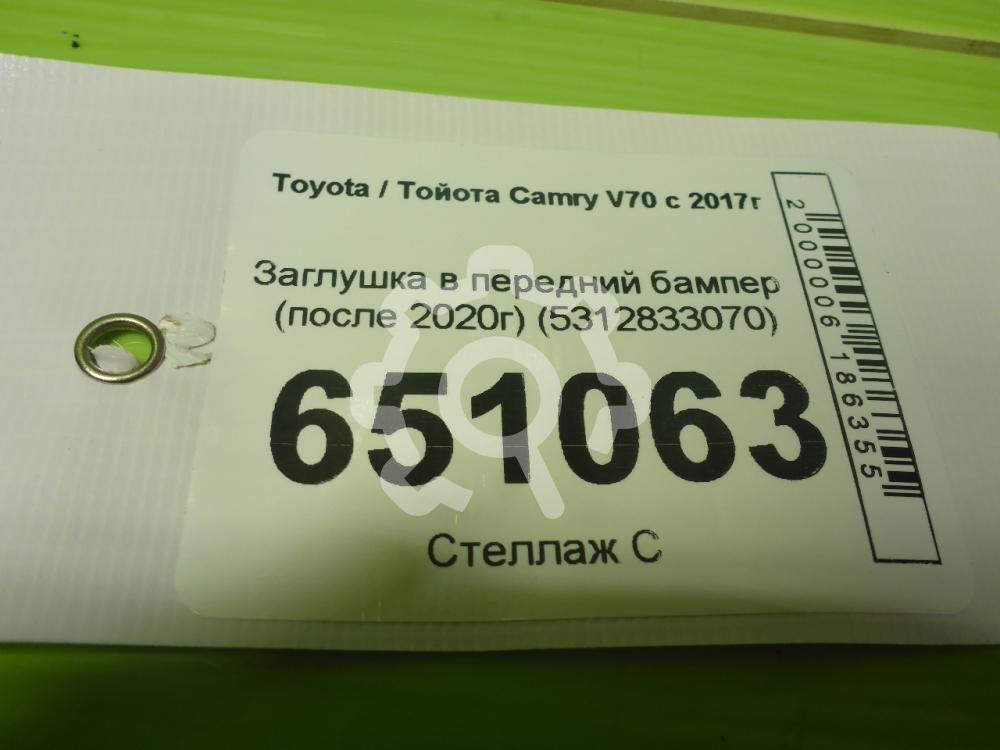 Toyota / Тойота Camry V70 с 2017г
Заглушка в передний бампер
(после 2020г) (5312833070)
651063
Стеллаж С
2000006186355